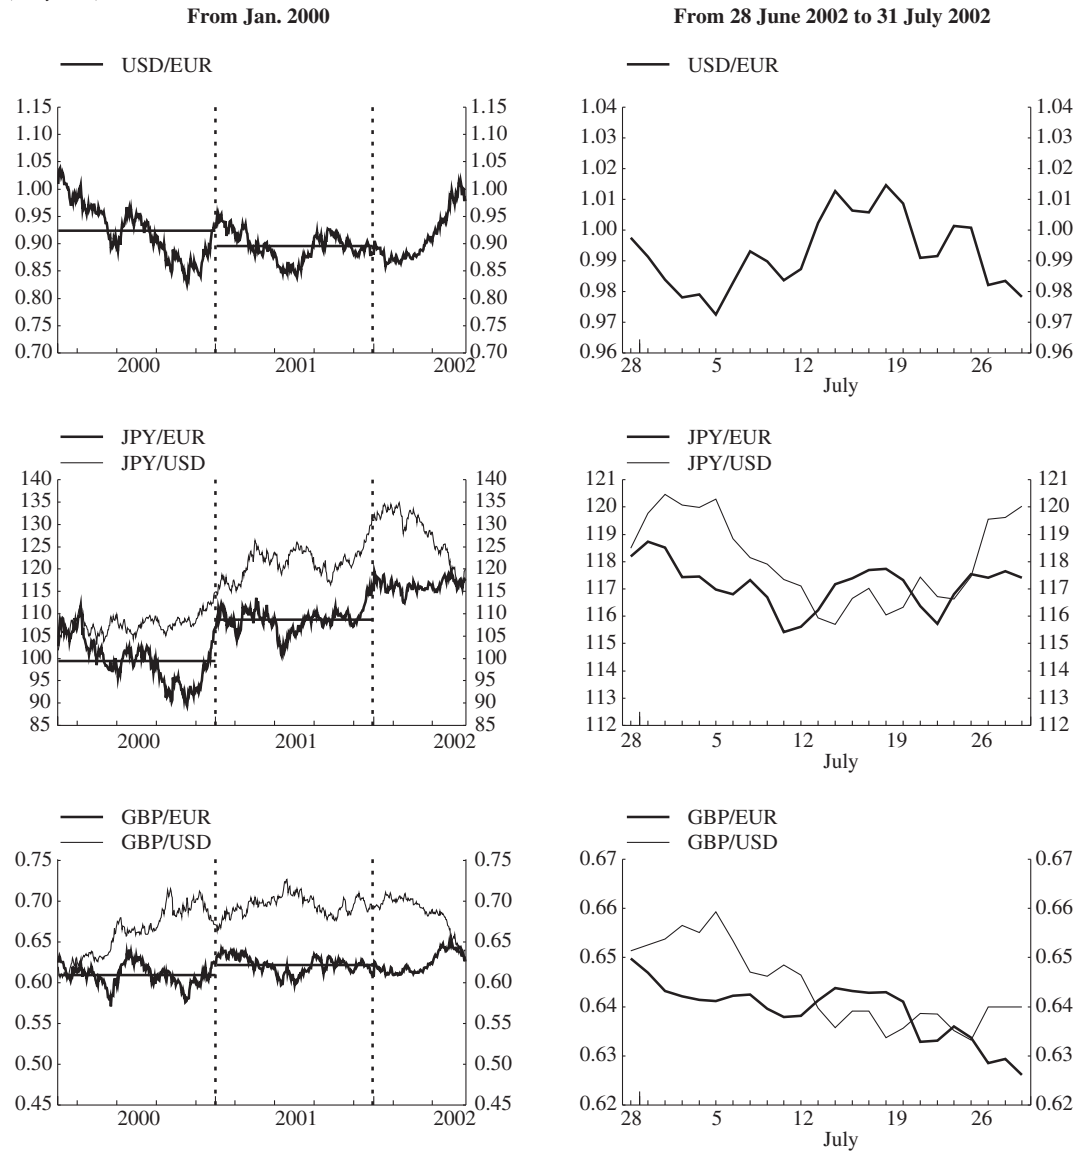 From Jan. 2000
From 28 June 2002 to 31 July 2002
USD/EUR
1.15 1.15
1.10 1.10
1.05 1.05
1.00 1.00
0.95 0.95
0.90 0.90
0.85 0.85
0.80 0.80
0.75 0.75
0.70 0.70
2000 2001 2002
USD/EUR
1.04 1.04
1.03 1.03
1.02 1.02
1.01 1.01
1.00 1.00
0.99 0.99
0.98 0.98
0.97 0.97
0.96 0.96
28 5 12 19 26
July
JPY/EUR
JPY/USD
140 140
135 135
130 130
125 125
120 120
115 115
110 110
105 105
100 100
95 95
90 90
85 85
2000 2001 2002
JPY/EUR
JPY/USD
121 121
120 120
119 119
118 118
117 117
116 116
115 115
114 114
113 113
112 112
28 5 12 19 26
July
GBP/EUR
GBP/USD
0.75 0.75
0.70 0.70
0.65 0.65
0.60 0.60
0.55 0.55
0.50 0.50
0.45 0.45
2000 2001 2002
GBP/EUR
GBP/USD
0.67 0.67
0.66 0.66
0.65 0.65
0.64 0.64
0.63 0.63
0.62 0.62
28 5 12 19 26
July